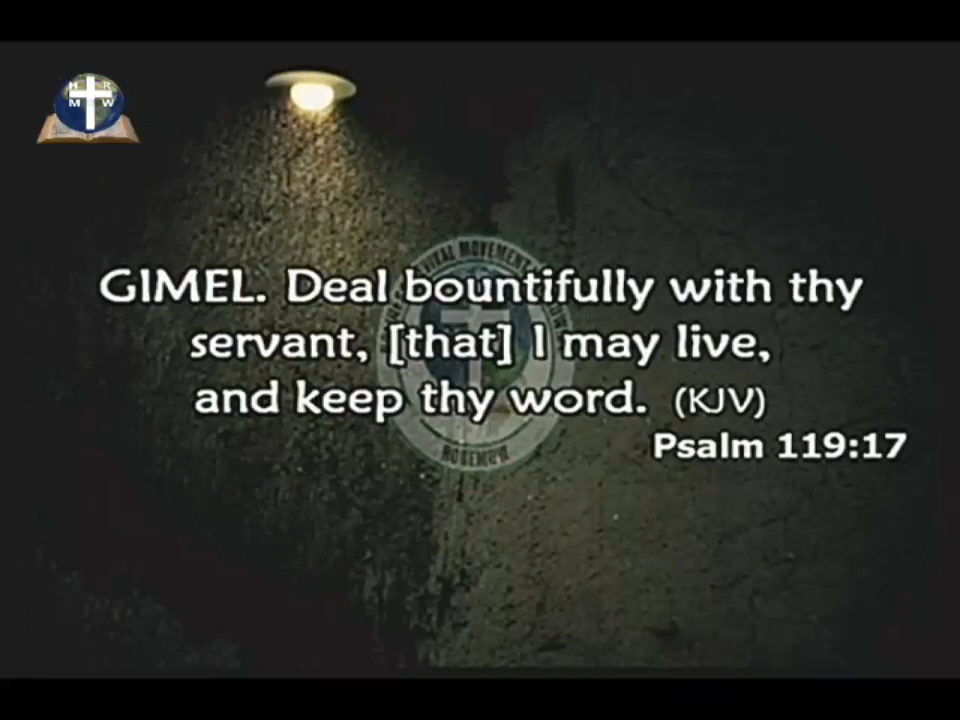 H R
M W
GIMEL. Deal bountifully with thy
servant, [that] I may live,
and keep thy word. (KJV)
Psalm 119:17